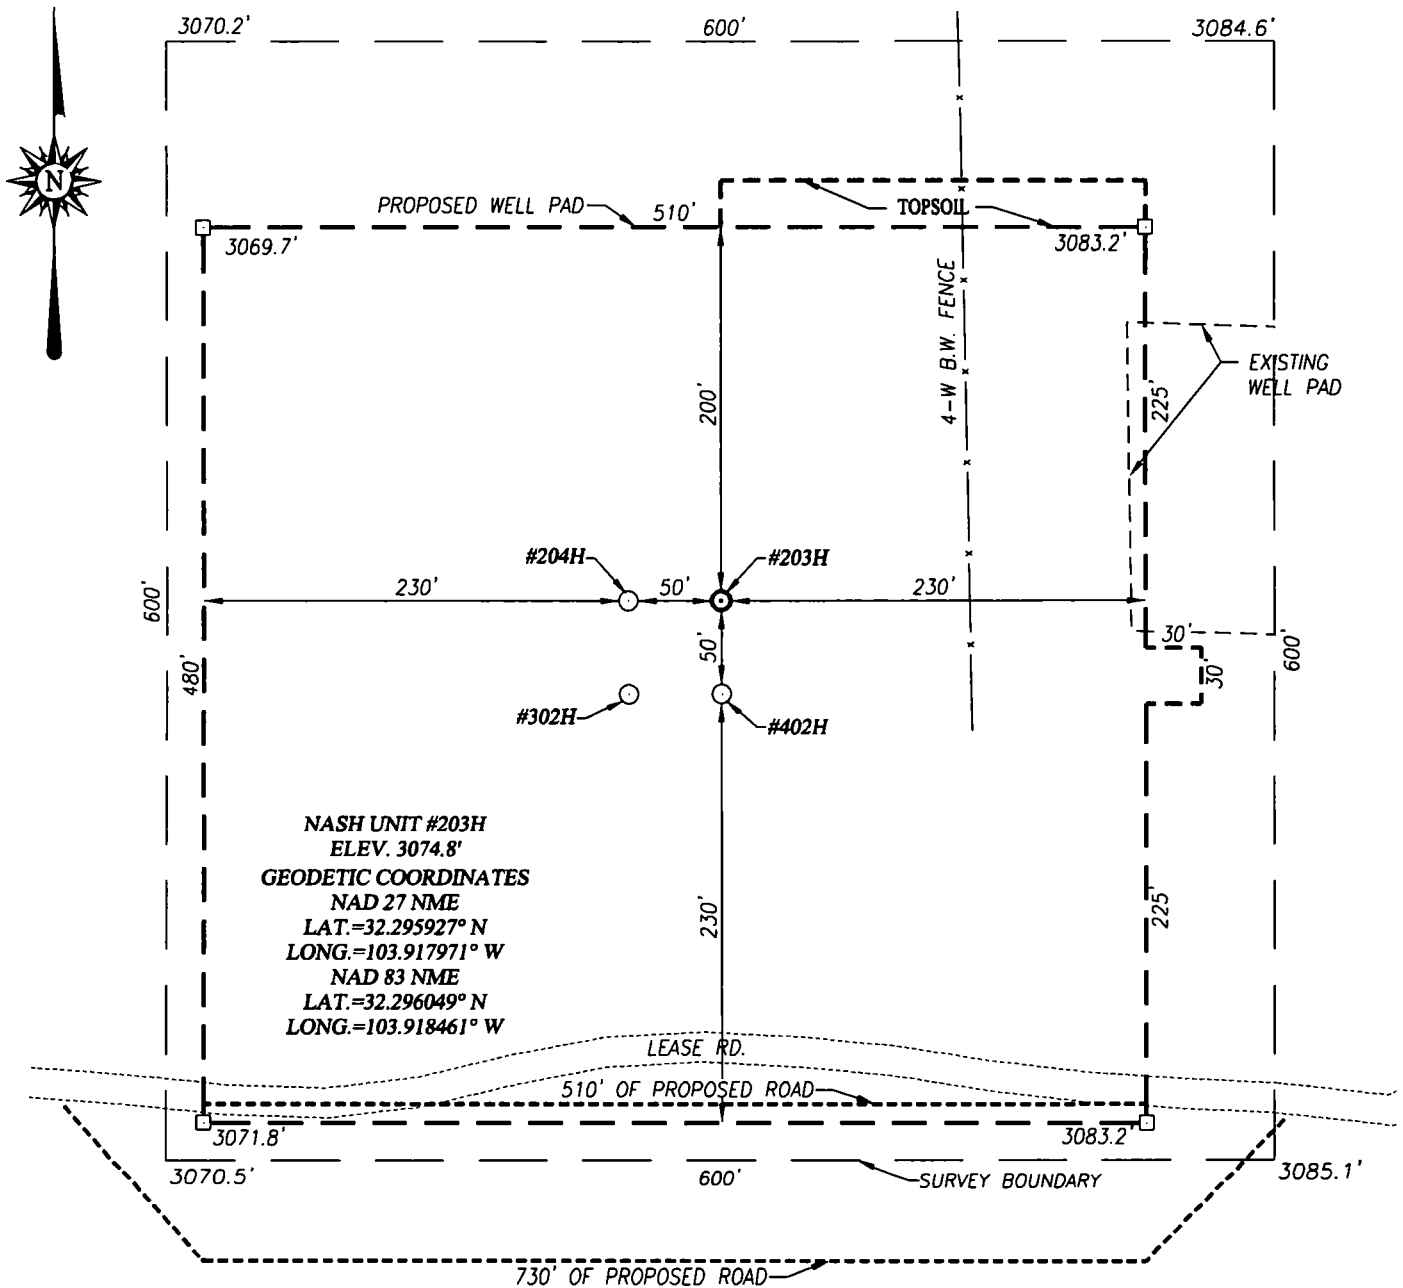 3070.2' 600' 3084.6'
N
PROPOSED WELL PAD 510' TOPSOIL
3069.7' 3083.2'
4-W B.W. FENCE
EXISTING
WELL PAD
200' 225'
#204H #203H
230' 50' 230'
600' 480' 50' 30' 30' 600'
#302H #402H
NASH UNIT #203H
ELEV. 3074.8'
GEODETIC COORDINATES
NAD 27 NME
LAT.=32.295927° N
LONG.=103.917971° W
NAD 83 NME
LAT.=32.296049° N
LONG.=103.918461° W
230' 225'
LEASE RD.
510' OF PROPOSED ROAD
3071.8' 3083.2'
3070.5' 600' SURVEY BOUNDARY 3085.1'
730' OF PROPOSED ROAD